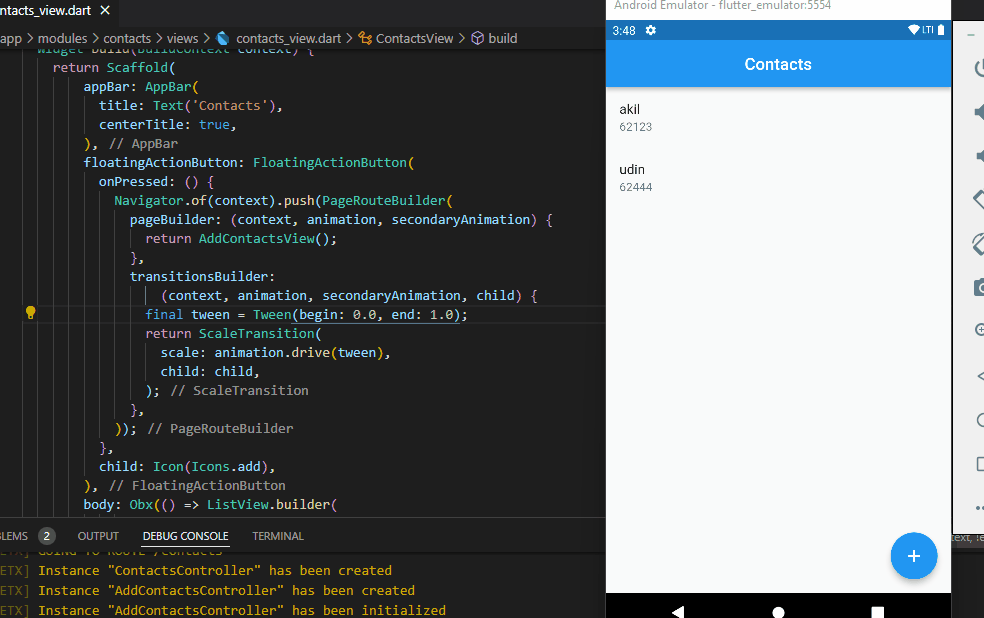 ntacts_view.dart ×
app > modules > contacts > views > contacts_view.dart > ContactsView > build
Widget build(BuildContext context) {
return Scaffold(
appBar: AppBar(
title: Text('Contacts'),
centerTitle: true,
), // AppBar
floatingActionButton: FloatingActionButton(
onPressed: () {
Navigator.of(context).push(PageRouteBuilder(
pageBuilder: (context, animation, secondaryAnimation) {
return AddContactsView();
},
transitionsBuilder:
(context, animation, secondaryAnimation, child) {
final tween = Tween(begin: 0.0, end: 1.0);
return ScaleTransition(
scale: animation.drive(tween),
child: child,
); // ScaleTransition
},
)); // PageRouteBuilder
},
child: Icon(Icons.add),
), // FloatingActionButton
body: Obx(() => ListView.builder(
LEMS 2 OUTPUT DEBUG CONSOLE TERMINAL
ETX] GOING TO ROUTE /contacts
ETX] Instance "ContactsController" has been created
ETX] Instance "AddContactsController" has been created
ETX] Instance "AddContactsController" has been initialized
Android Emulator - flutter_emulator:5554
3:48 LTE
Contacts
akil
62123
udin
62444
+